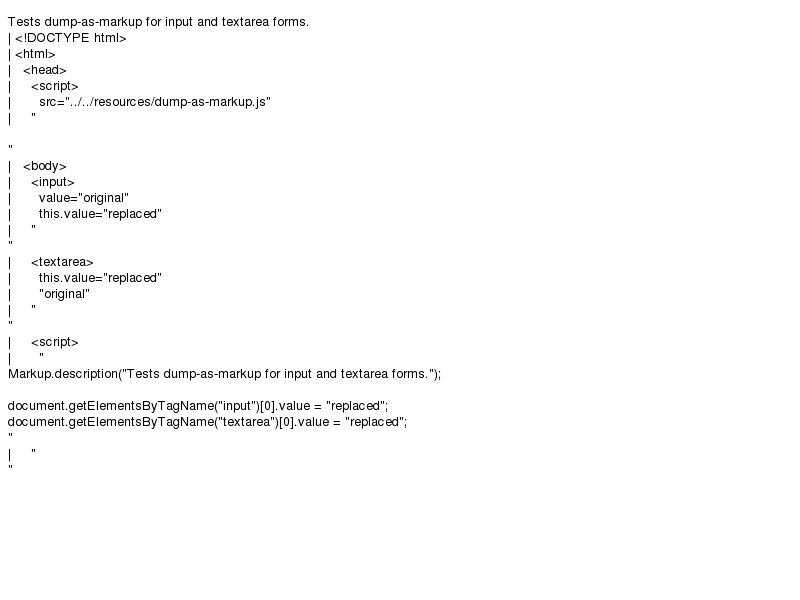 Tests dump-as-markup for input and textarea forms.
| <!DOCTYPE html>
| <html>
|   <head>
|     <script>
|       src="../../resources/dump-as-markup.js"
|     "

"
|   <body>
|     <input>
|       value="original"
|       this.value="replaced"
|     "
"
|     <textarea>
|       this.value="replaced"
|       "original"
|     "
"
|     <script>
|       "
Markup.description("Tests dump-as-markup for input and textarea forms.");

document.getElementsByTagName("input")[0].value = "replaced";
document.getElementsByTagName("textarea")[0].value = "replaced";
"
|     "
"